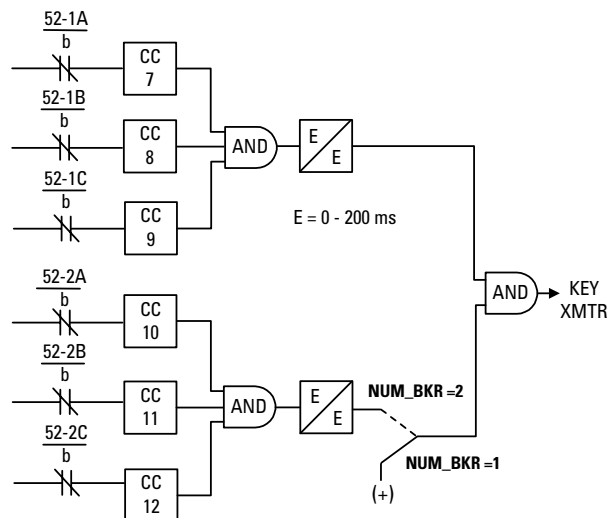 52-1A
b
CC
7
52-1B
b
CC
8
AND
E
E
52-1C
b
CC
9
E = 0 - 200 ms
AND
KEY
XMTR
52-2A
b
CC
10
52-2B
b
CC
11
AND
E
E
NUM_BKR =2
52-2C
b
CC
12
NUM_BKR =1
(+)